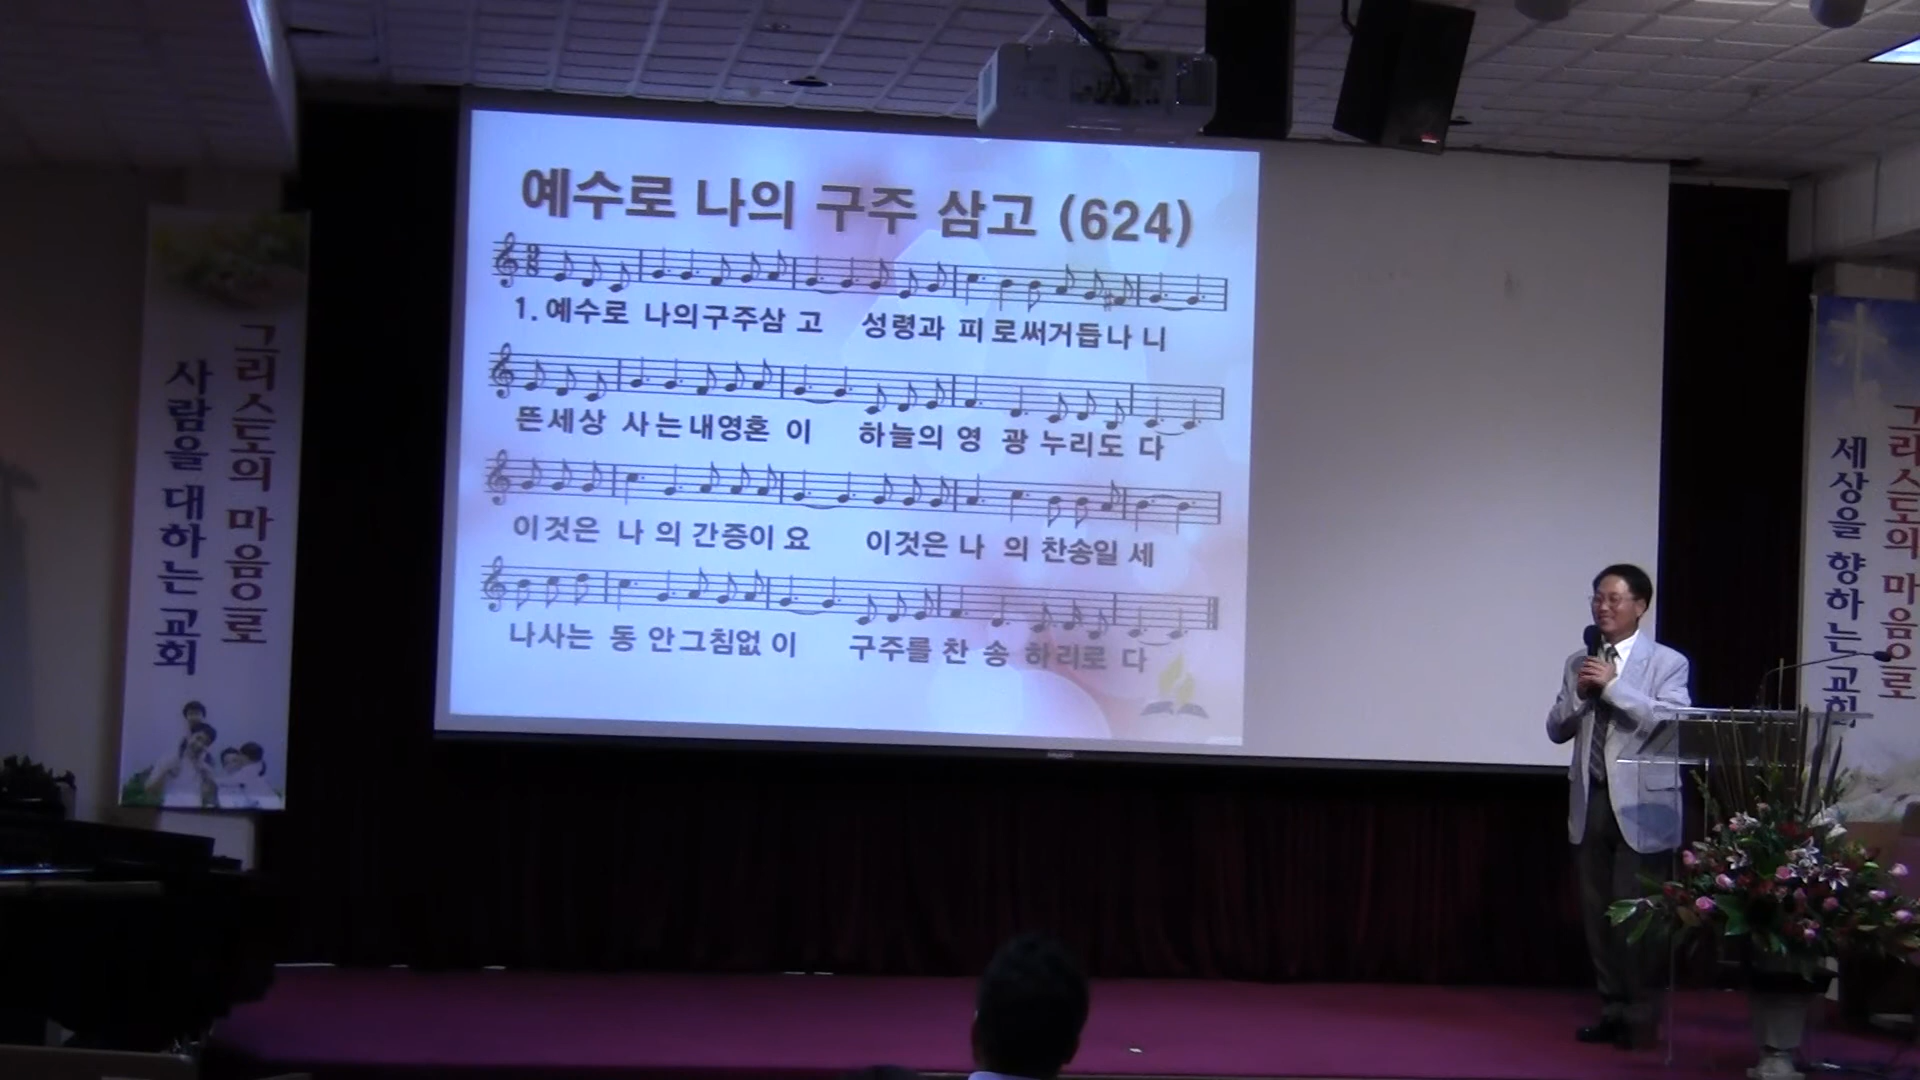 예수로 나의 구주 삼고 (624)
1. 예수로 나의구주삼 고 성령과 피 로써거듭나 니
뜬세상 사는내영혼 이 하늘의 영 광 누리도 다
이것은 나 의 간증이 요 이것은 나 의 찬송일 세
나사는 동 안그침없 이 구주를 찬 송 하리로 다
그리스도의 마음으로
사람을 대하는 교회
그리스도의 마음으로
세상을 향하는 교회